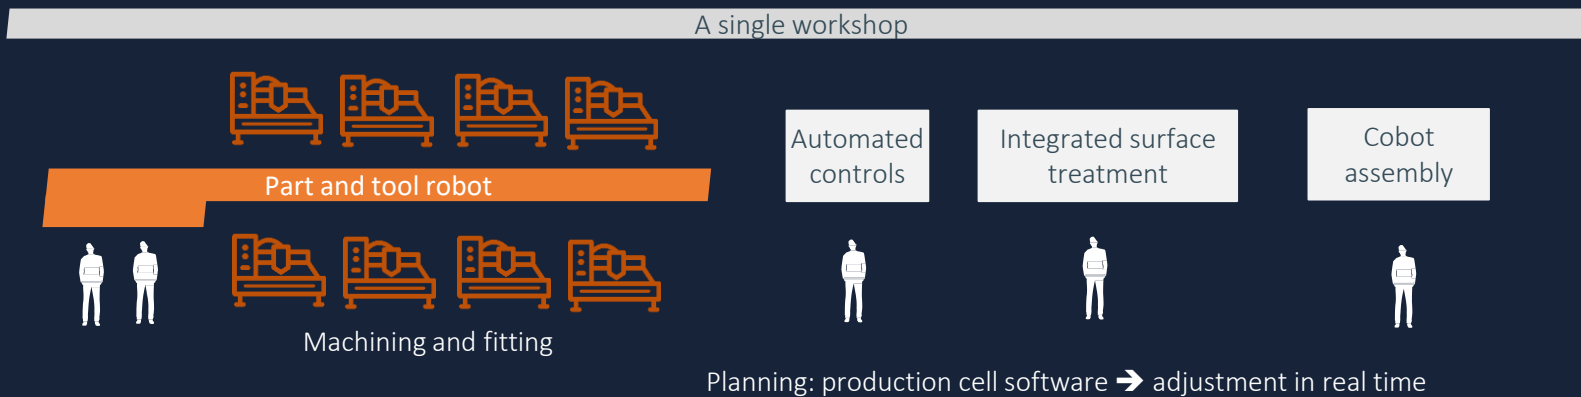 A single workshop
Part and tool robot
Automated
controls
Integrated surface
treatment
Cobot
assembly
Machining and fitting
Planning: production cell software ➔ adjustment in real time